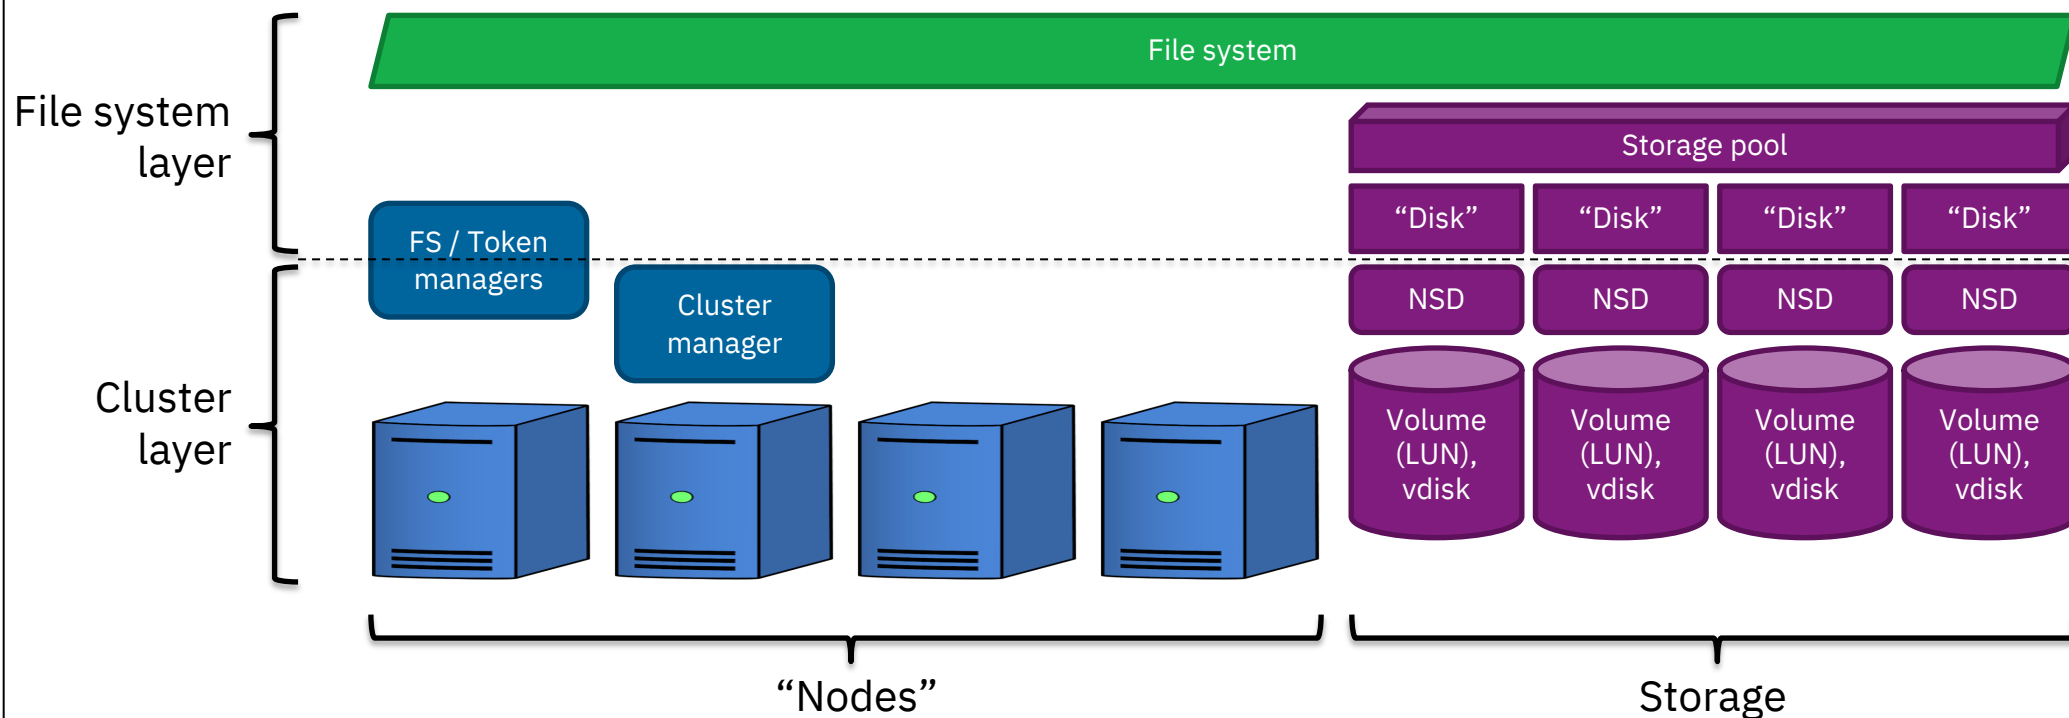 File system
File system
layer
Storage pool
“Disk” “Disk” “Disk” “Disk”
FS / Token
managers
Cluster
manager
NSD NSD NSD NSD
Cluster
layer
Volume
(LUN),
vdisk
Volume
(LUN),
vdisk
Volume
(LUN),
vdisk
Volume
(LUN),
vdisk
“Nodes”
Storage